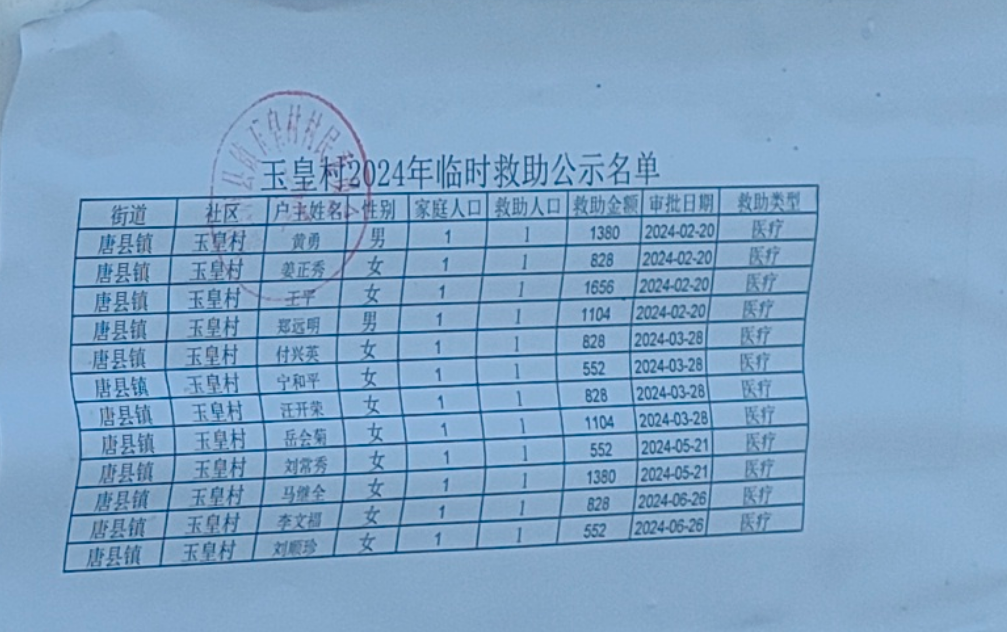 县镇玉皇村村民
玉皇村2024年临时救助公示名单
街道 社区 户主姓名 性别 家庭人口 救助人口 救助金额 审批日期 救助类型
唐县镇 玉皇村 黄勇 男 1 1 1380 2024-02-20 医疗
唐县镇 玉皇村 姜正秀 女 1 1 828 2024-02-20 医疗
唐县镇 玉皇村 王平 女 1 1 1656 2024-02-20 医疗
唐县镇 玉皇村 郑远明 男 1 1 1104 2024-02-20 医疗
唐县镇 玉皇村 付兴英 女 1 1 828 2024-03-28 医疗
唐县镇 玉皇村 宁和平 女 1 1 552 2024-03-28 医疗
唐县镇 玉皇村 汪开荣 女 1 1 828 2024-03-28 医疗
唐县镇 玉皇村 岳会菊 女 1 1 1104 2024-03-28 医疗
唐县镇 玉皇村 刘常秀 女 1 1 552 2024-05-21 医疗
唐县镇 玉皇村 马继全 女 1 1 1380 2024-05-21 医疗
唐县镇 玉皇村 李文福 女 1 1 828 2024-06-26 医疗
唐县镇 玉皇村 刘顺珍 女 1 1 552 2024-06-26 医疗